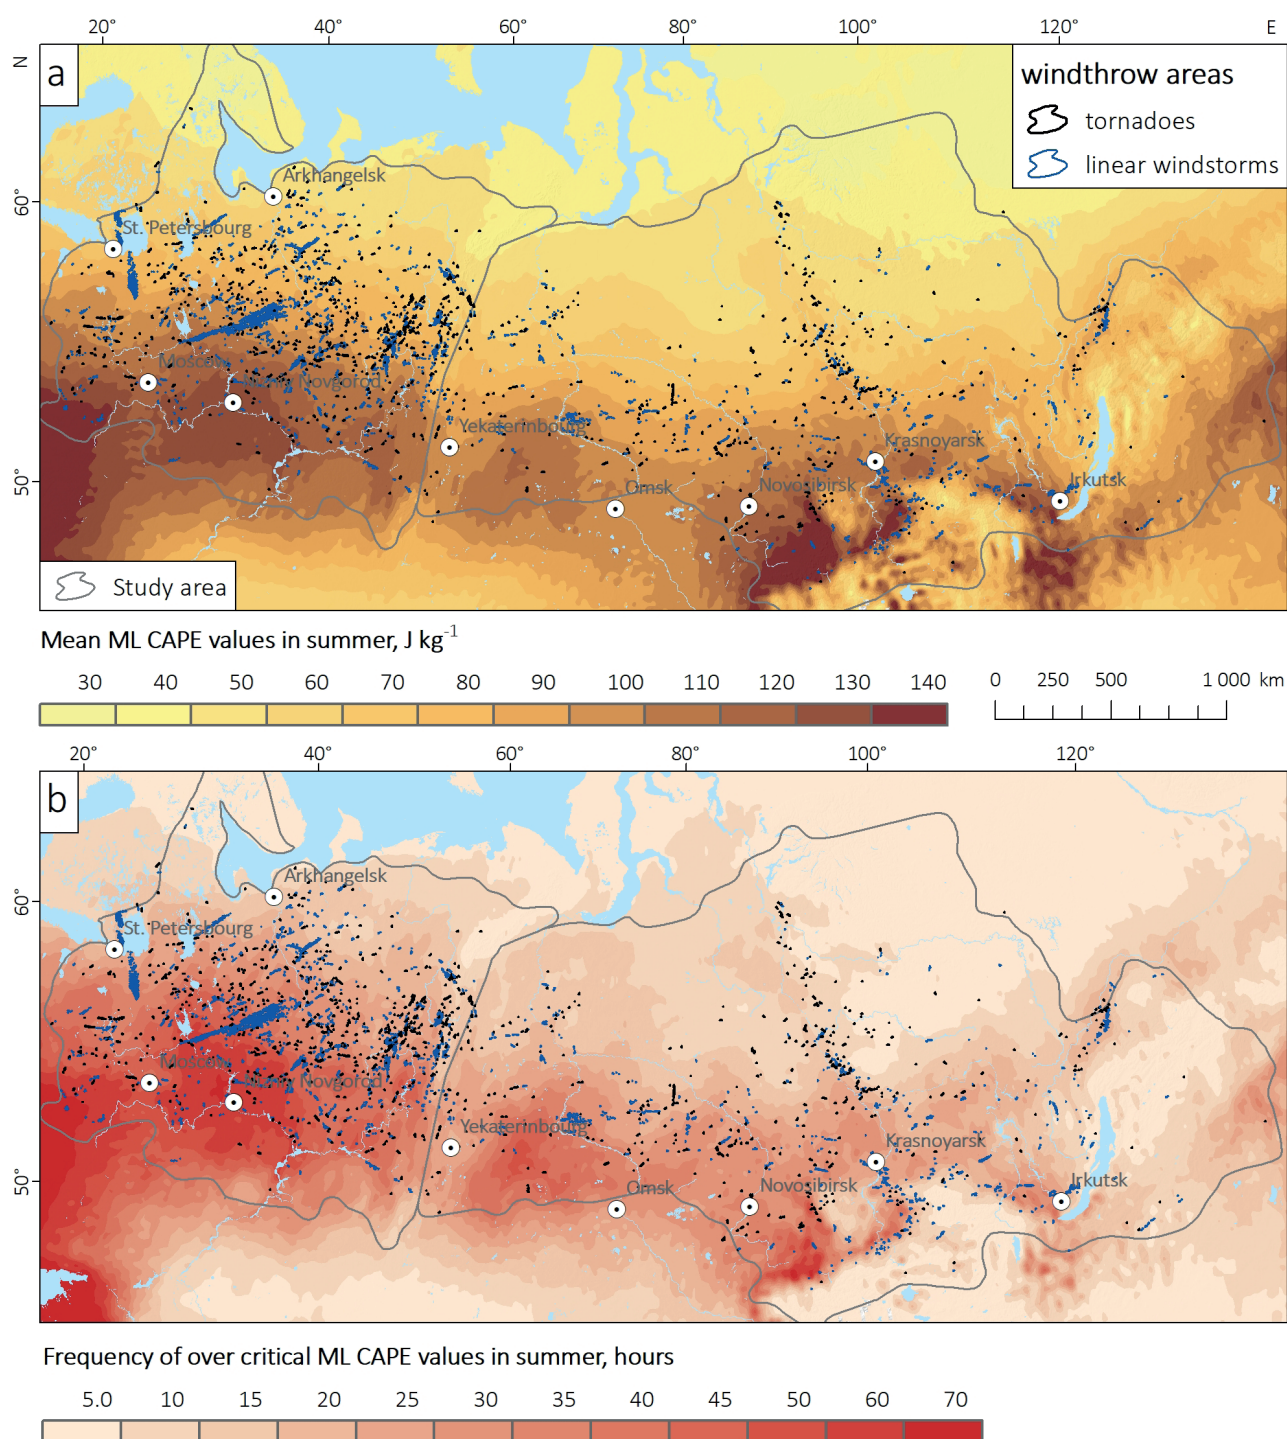 20° 40° 60° 80° 100° 120° E
N
a
windthrow areas
tornadoes
linear windstorms
Arkhangelsk
60°
St. Petersbourg
Moscow
Nizhny Novgorod
Yekaterinbourg
Krasnoyarsk
50°
Omsk
Novosibirsk
Irkutsk
Study area
Mean ML CAPE values in summer, J kg-1
30 40 50 60 70 80 90 100 110 120 130 140
0 250 500 1 000 km
20° 40° 60° 80° 100° 120°
b
Arkhangelsk
60°
St. Petersbourg
Moscow
Nizhny Novgorod
Yekaterinbourg
Krasnoyarsk
50°
Omsk
Novosibirsk
Irkutsk
Frequency of over critical ML CAPE values in summer, hours
5.0 10 15 20 25 30 35 40 45 50 60 70